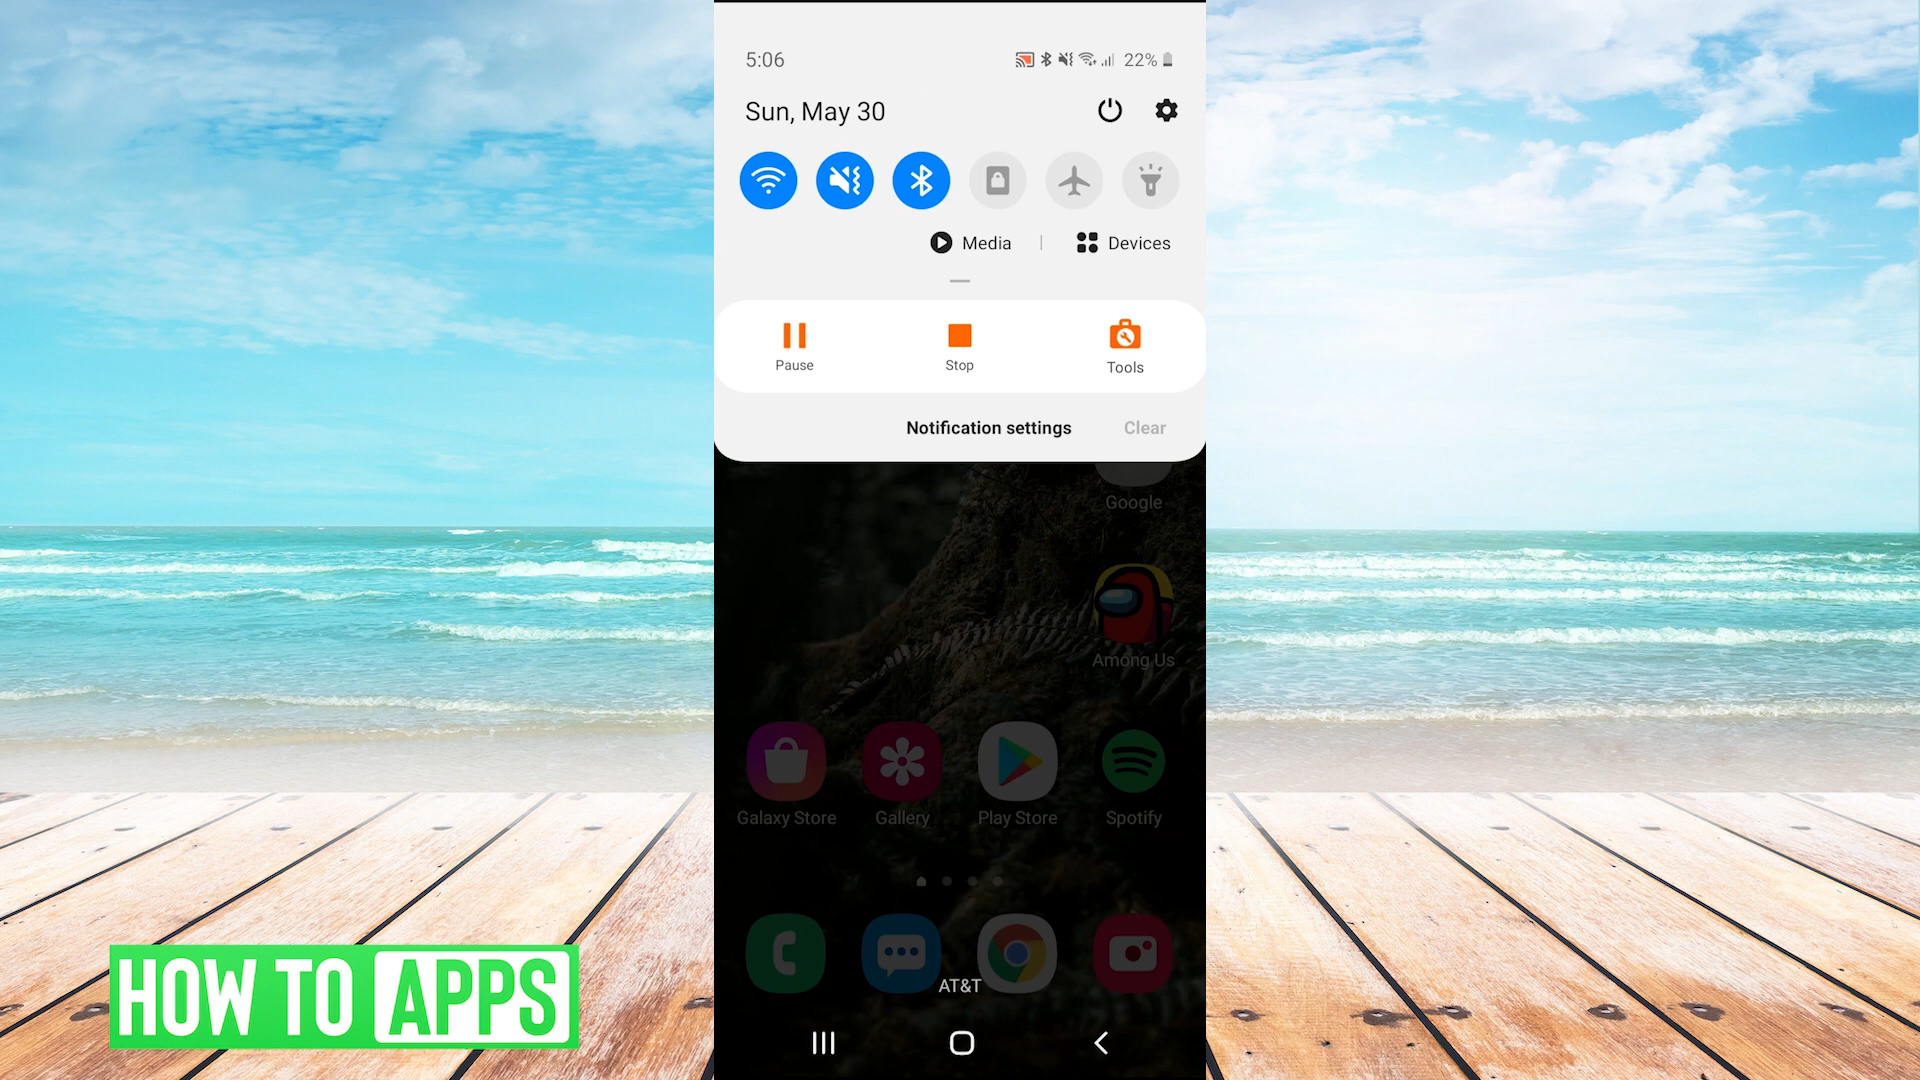 5:06
22%
Sun, May 30
Media
Devices
Pause
Stop
Tools
Notification settings
Clear
Google
Among Us
Galaxy Store
Gallery
Play Store
Spotify
AT&T
HOW TO APPS